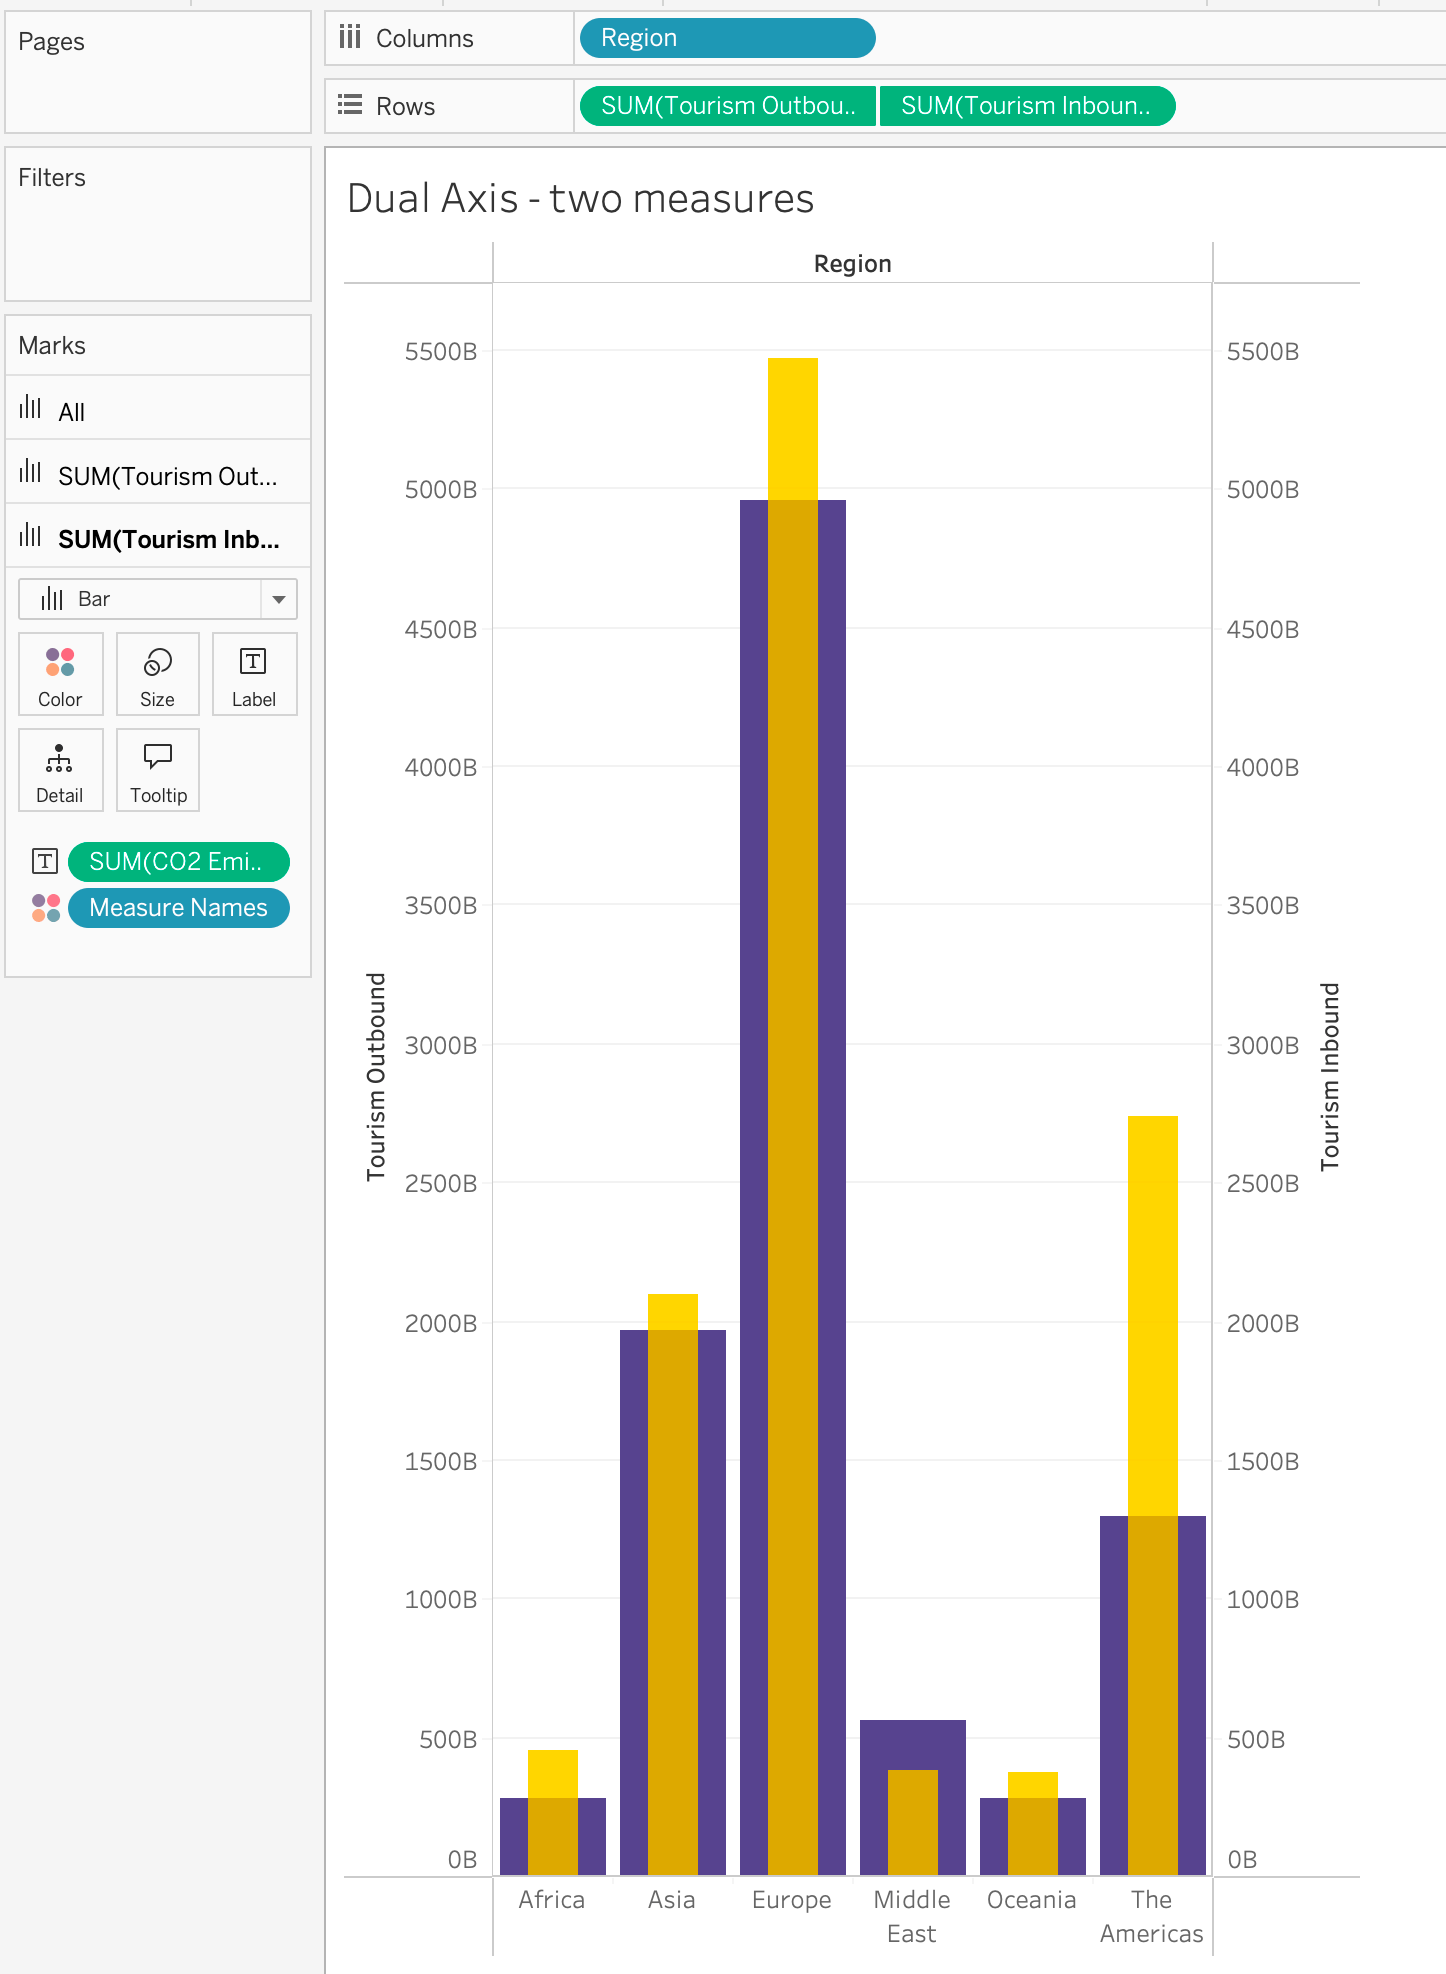 Pages
Columns
Region
Rows
SUM(Tourism Outbou..
SUM(Tourism Inboun..
Filters
Marks
All
SUM(Tourism Out...
SUM(Tourism Inb...
Bar
Color
Size
Label
Detail
Tooltip
SUM(CO2 Emi..
Measure Names
Dual Axis - two measures
Region
Tourism Outbound
5500B
5000B
4500B
4000B
3500B
3000B
2500B
2000B
1500B
1000B
500B
0B
5500B
5000B
4500B
4000B
3500B
3000B
2500B
2000B
1500B
1000B
500B
0B
Tourism Inbound
Africa
Asia
Europe
Middle
East
Oceania
The
Americas